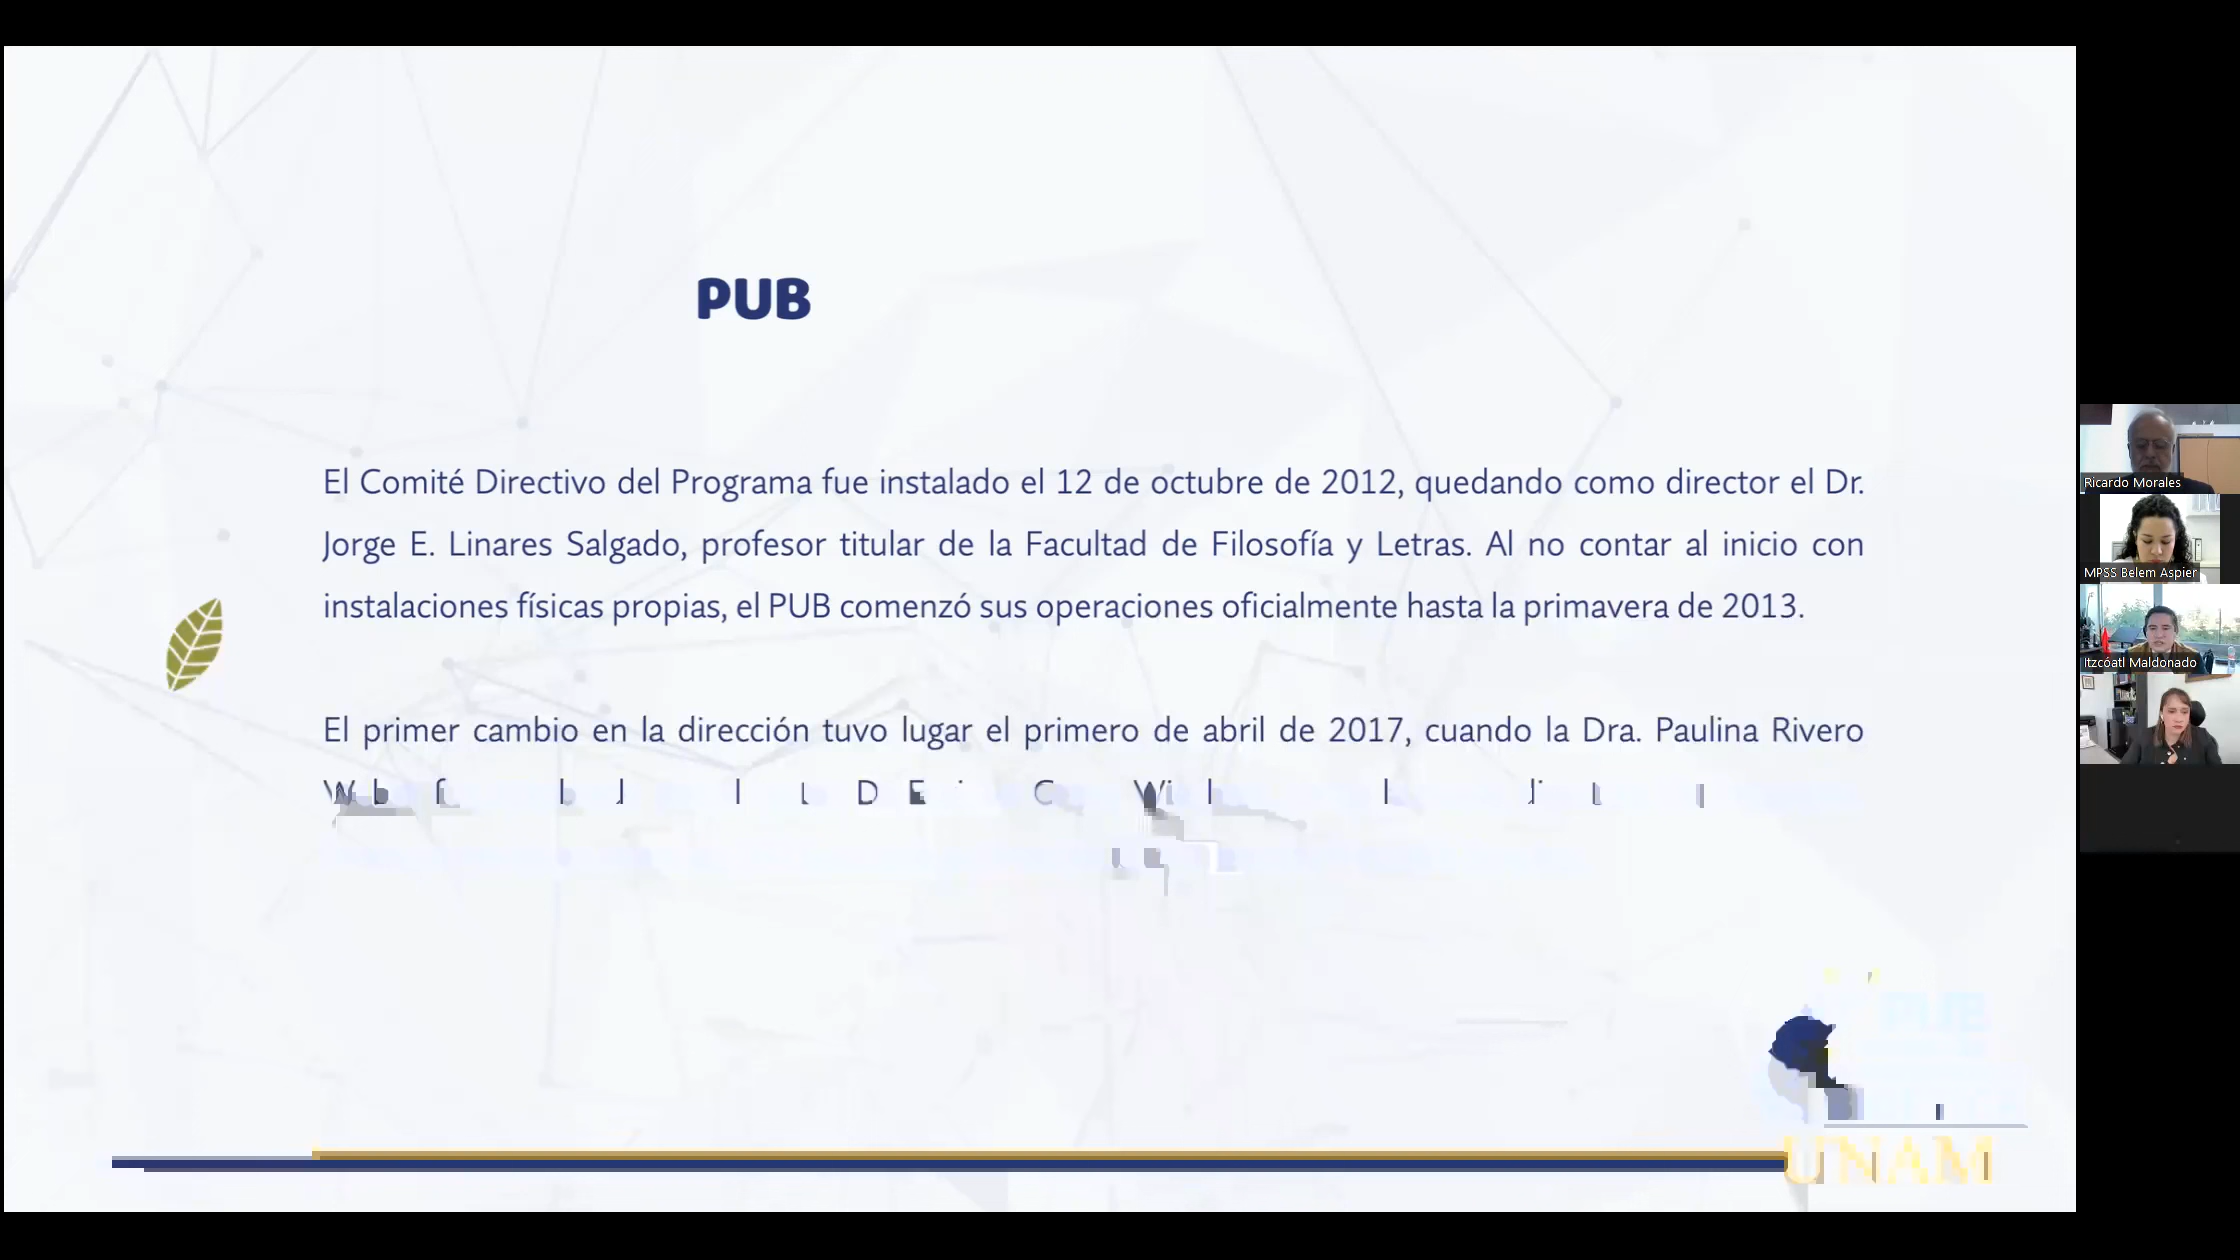 PUB
El Comité Directivo del Programa fue instalado el 12 de octubre de 2012, quedando como director el Dr.
Jorge E. Linares Salgado, profesor titular de la Facultad de Filosofía y Letras. Al no contar al inicio con
instalaciones físicas propias, el PUB comenzó sus operaciones oficialmente hasta la primavera de 2013.
El primer cambio en la dirección tuvo lugar el primero de abril de 2017, cuando la Dra. Paulina Rivero
UNAM
Ricardo Morales
MPSS Belem Aspier
Itzcóatl Maldonado